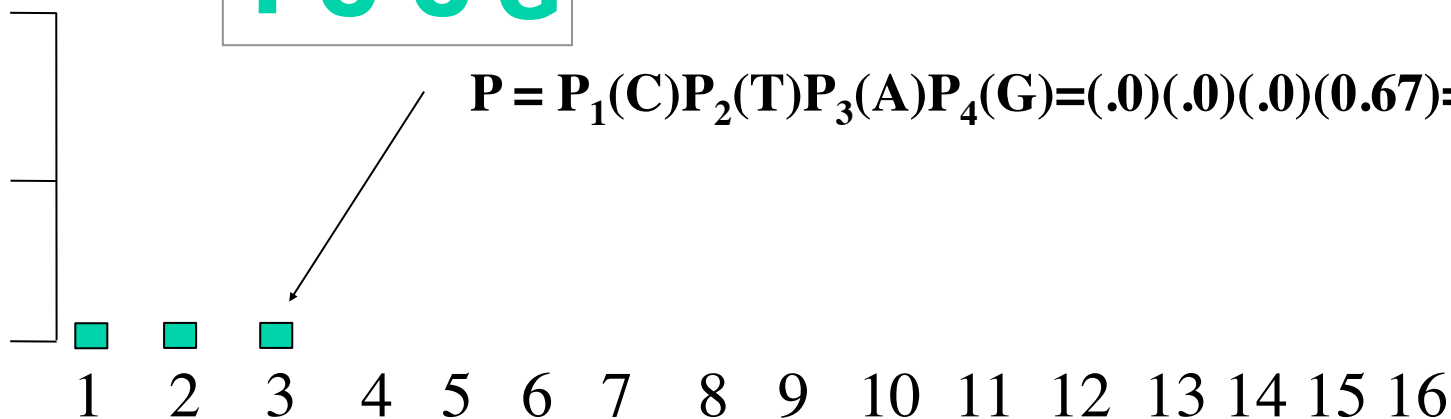 P = P₁(C)P₂(T)P₃(A)P₄(G)=(.0)(.0)(.0)(0.67)=
1 2 3 4 5 6 7 8 9 10 11 12 13 14 15 16